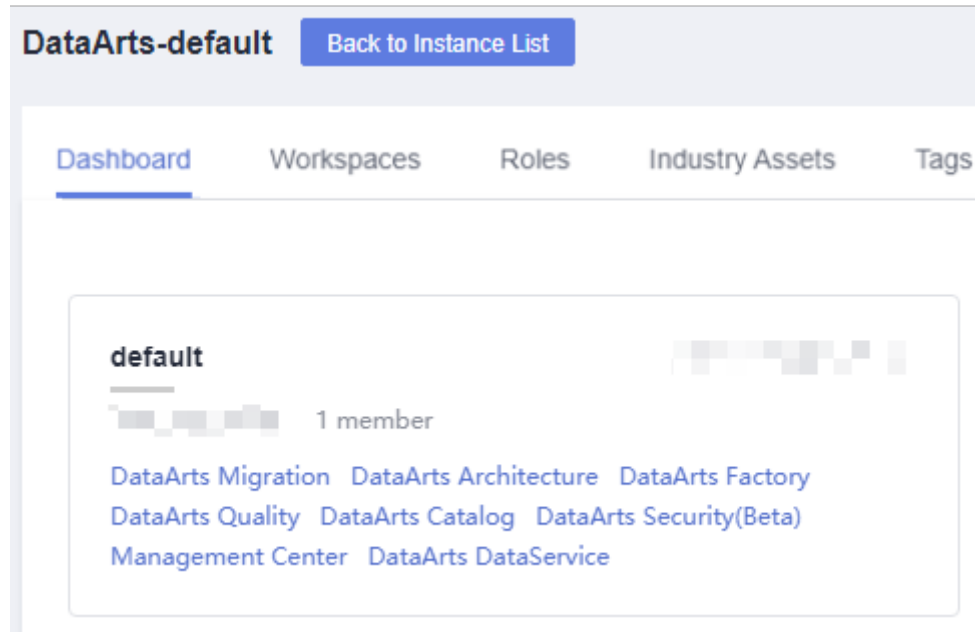 DataArts-default Back to Instance List
Dashboard Workspaces Roles Industry Assets Tags
default
1 member
DataArts Migration DataArts Architecture DataArts Factory
DataArts Quality DataArts Catalog DataArts Security(Beta)
Management Center DataArts DataService